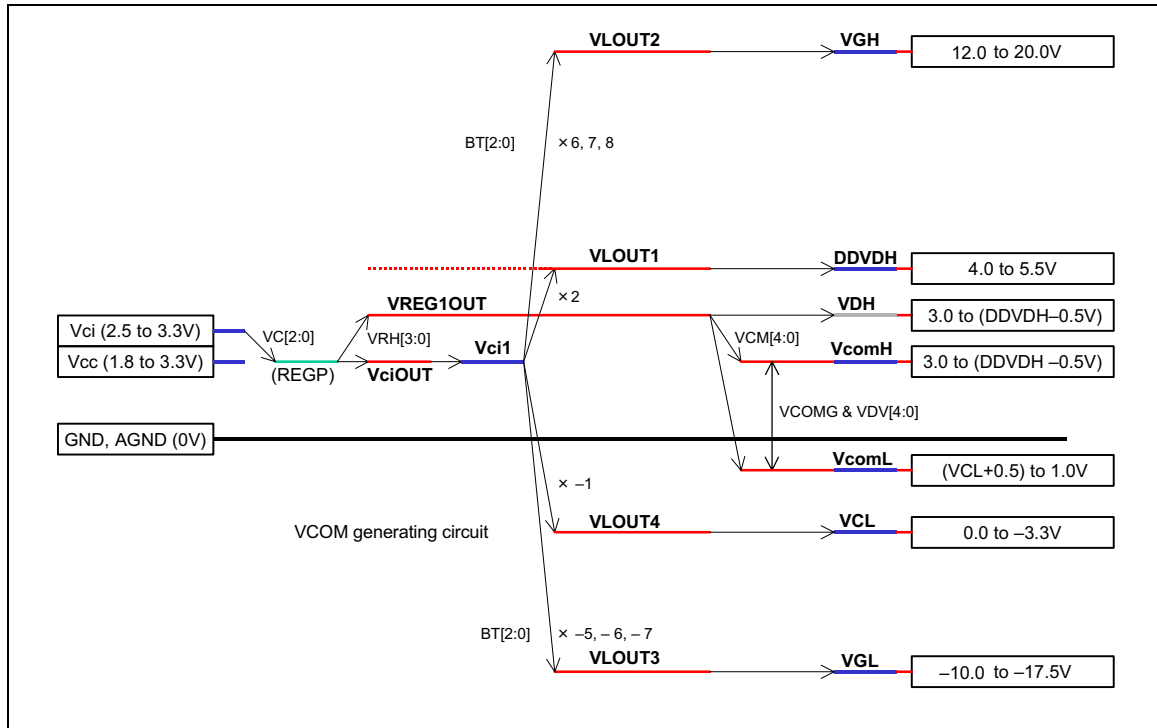 VLOUT2
VGH
12.0 to 20.0V
BT[2:0]
× 6, 7, 8
VLOUT1
DDVDH
4.0 to 5.5V
× 2
VREG1OUT
VDH
3.0 to (DDVDH–0.5V)
Vci (2.5 to 3.3V)
VC[2:0]
VRH[3:0]
Vci1
VCM[4:0]
VcomH
3.0 to (DDVDH –0.5V)
Vcc (1.8 to 3.3V)
(REGP)
VciOUT
VCOMG & VDV[4:0]
GND, AGND (0V)
VcomL
(VCL+0.5) to 1.0V
× –1
VCOM generating circuit
VLOUT4
VCL
0.0 to –3.3V
BT[2:0]
× –5, – 6, – 7
VLOUT3
VGL
–10.0 to –17.5V